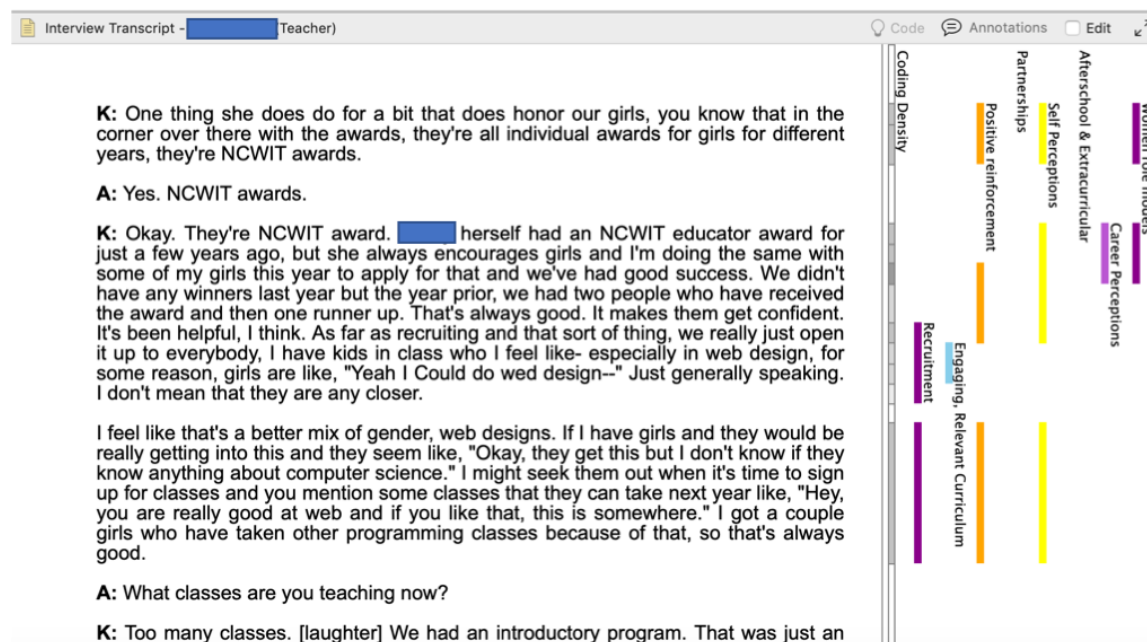 Interview Transcript -
(Teacher)
Code
Annotations
Edit
K: One thing she does do for a bit that does honor our girls, you know that in the
corner over there with the awards, they're all individual awards for girls for different
years, they're NCWIT awards.
A: Yes. NCWIT awards.
K: Okay. They're NCWIT award. herself had an NCWIT educator award for
just a few years ago, but she always encourages girls and I'm doing the same with
some of my girls this year to apply for that and we've had good success. We didn't
have any winners last year but the year prior, we had two people who have received
the award and then one runner up. That's always good. It makes them get confident.
It's been helpful, I think. As far as recruiting and that sort of thing, we really just open
it up to everybody, I have kids in class who I feel like- especially in web design, for
some reason, girls are like, "Yeah I Could do wed design--" Just generally speaking.
I don't mean that they are any closer.
I feel like that's a better mix of gender, web designs. If I have girls and they would be
really getting into this and they seem like, "Okay, they get this but I don't know if they
know anything about computer science." I might seek them out when it's time to sign
up for classes and you mention some classes that they can take next year like, "Hey,
you are really good at web and if you like that, this is somewhere." I got a couple
girls who have taken other programming classes because of that, so that's always
good.
A: What classes are you teaching now?
K: Too many classes. [laughter] We had an introductory program. That was just an
Coding Density
Recruitment
Engaging, Relevant Curriculum
Positive reinforcement
Partnerships
Self Perceptions
Afterschool & Extracurricular
Career Perceptions
Women role models